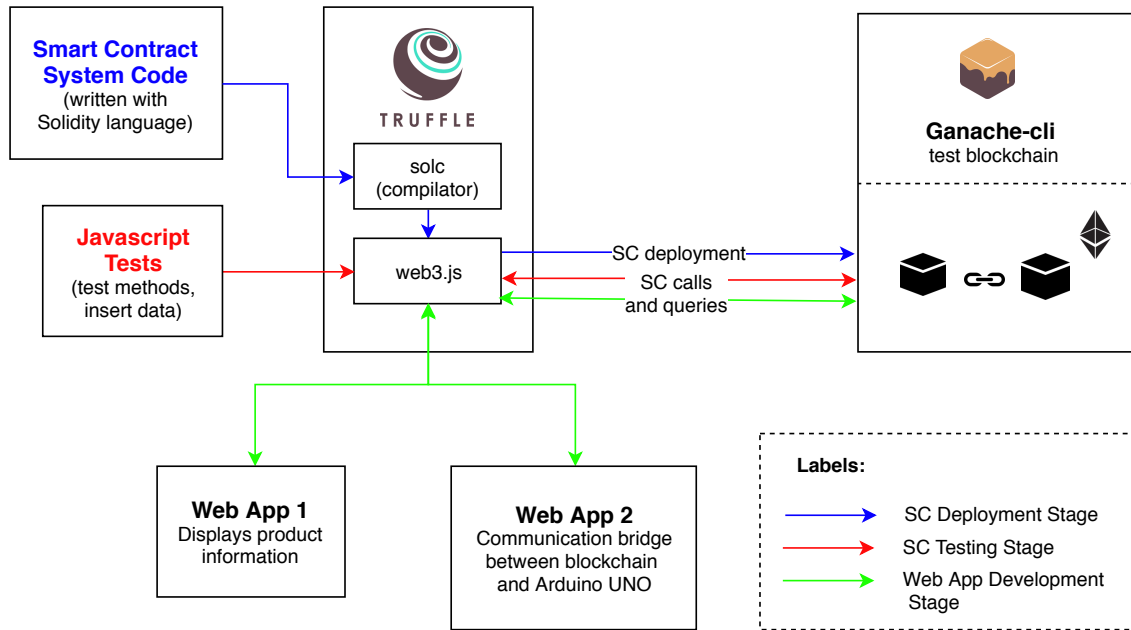 Smart Contract
System Code
(written with
Solidity language)
TRUFFLE
solc
(compilator)
Ganache-cli
test blockchain
Javascript
Tests
(test methods,
insert data)
web3.js
SC deployment
SC calls
and queries
Web App 1
Displays product
information
Web App 2
Communication bridge
between blockchain
and Arduino UNO
Labels:
SC Deployment Stage
SC Testing Stage
Web App Development
Stage